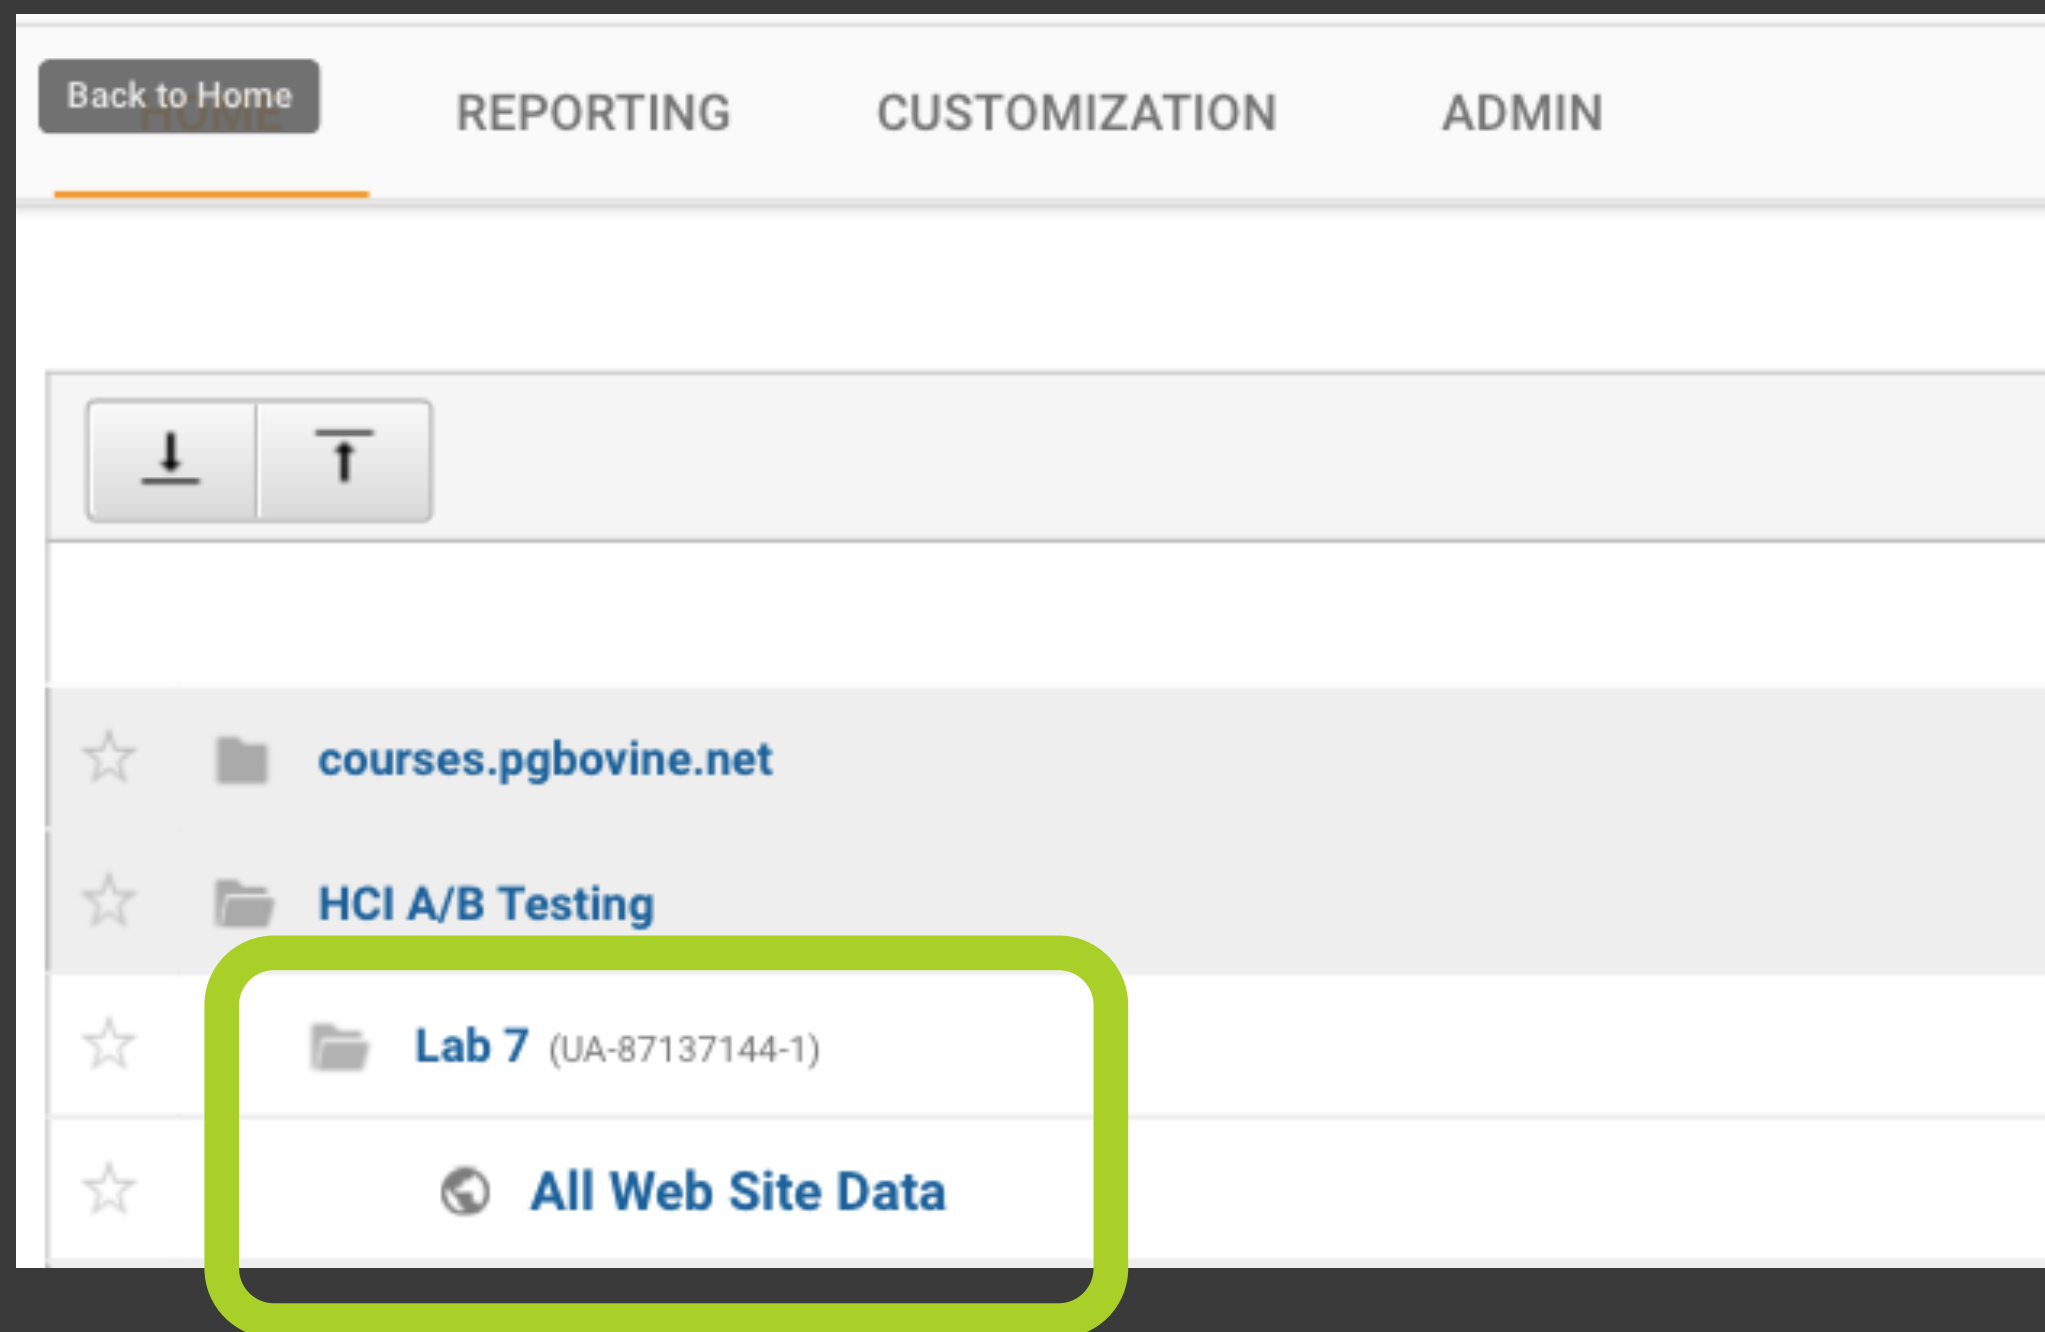 Back to Home
HOME REPORTING CUSTOMIZATION ADMIN
courses.pgbovine.net
HCI A/B Testing
Lab 7 (UA-87137144-1)
All Web Site Data